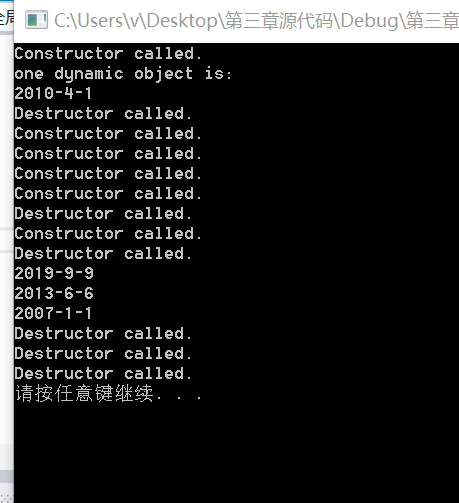 全局
C:\Users\v\Desktop\第三章源代码\Debug\第三章
Constructor called.
one dynamic object is:
2010-4-1
Destructor called.
Constructor called.
Constructor called.
Constructor called.
Constructor called.
Destructor called.
Constructor called.
Destructor called.
2019-9-9
2013-6-6
2007-1-1
Destructor called.
Destructor called.
Destructor called.
请按任意键继续. . .